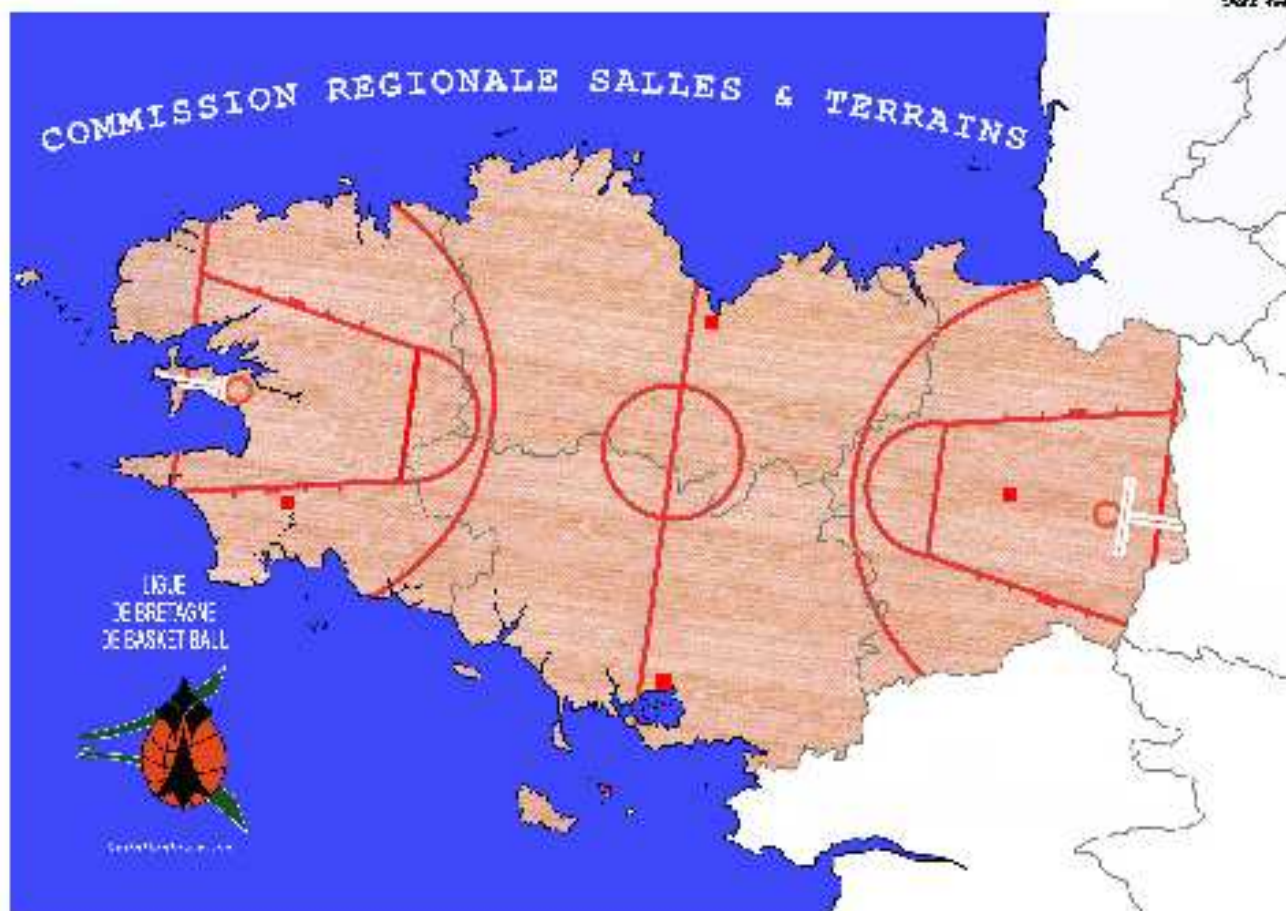 COMMISSION REGIONALE SALLES & TERRAINS
LIGUE
DE BRETAGNE
DE BASKET BALL